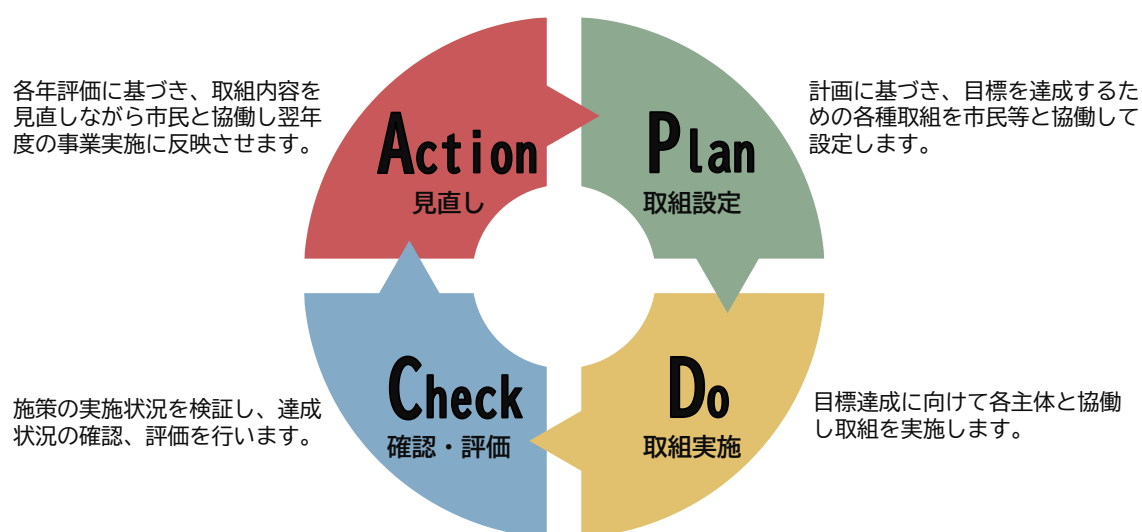 各年評価に基づき、取組内容を
見直しながら市民と協働し翌年
度の事業実施に反映させます。
Action
見直し
Plan
取組設定
計画に基づき、目標を達成するた
めの各種取組を市民等と協働して
設定します。
施策の実施状況を検証し、達成
状況の確認、評価を行います。
Check
確認・評価
Do
取組実施
目標達成に向けて各主体と協働
し取組を実施します。